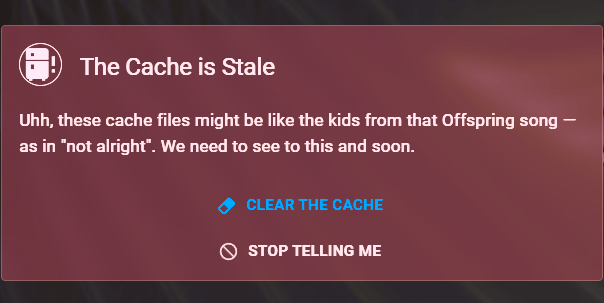 The Cache is Stale
Uhh, these cache files might be like the kids from that Offspring song —
as in "not alright". We need to see to this and soon.
CLEAR THE CACHE
STOP TELLING ME